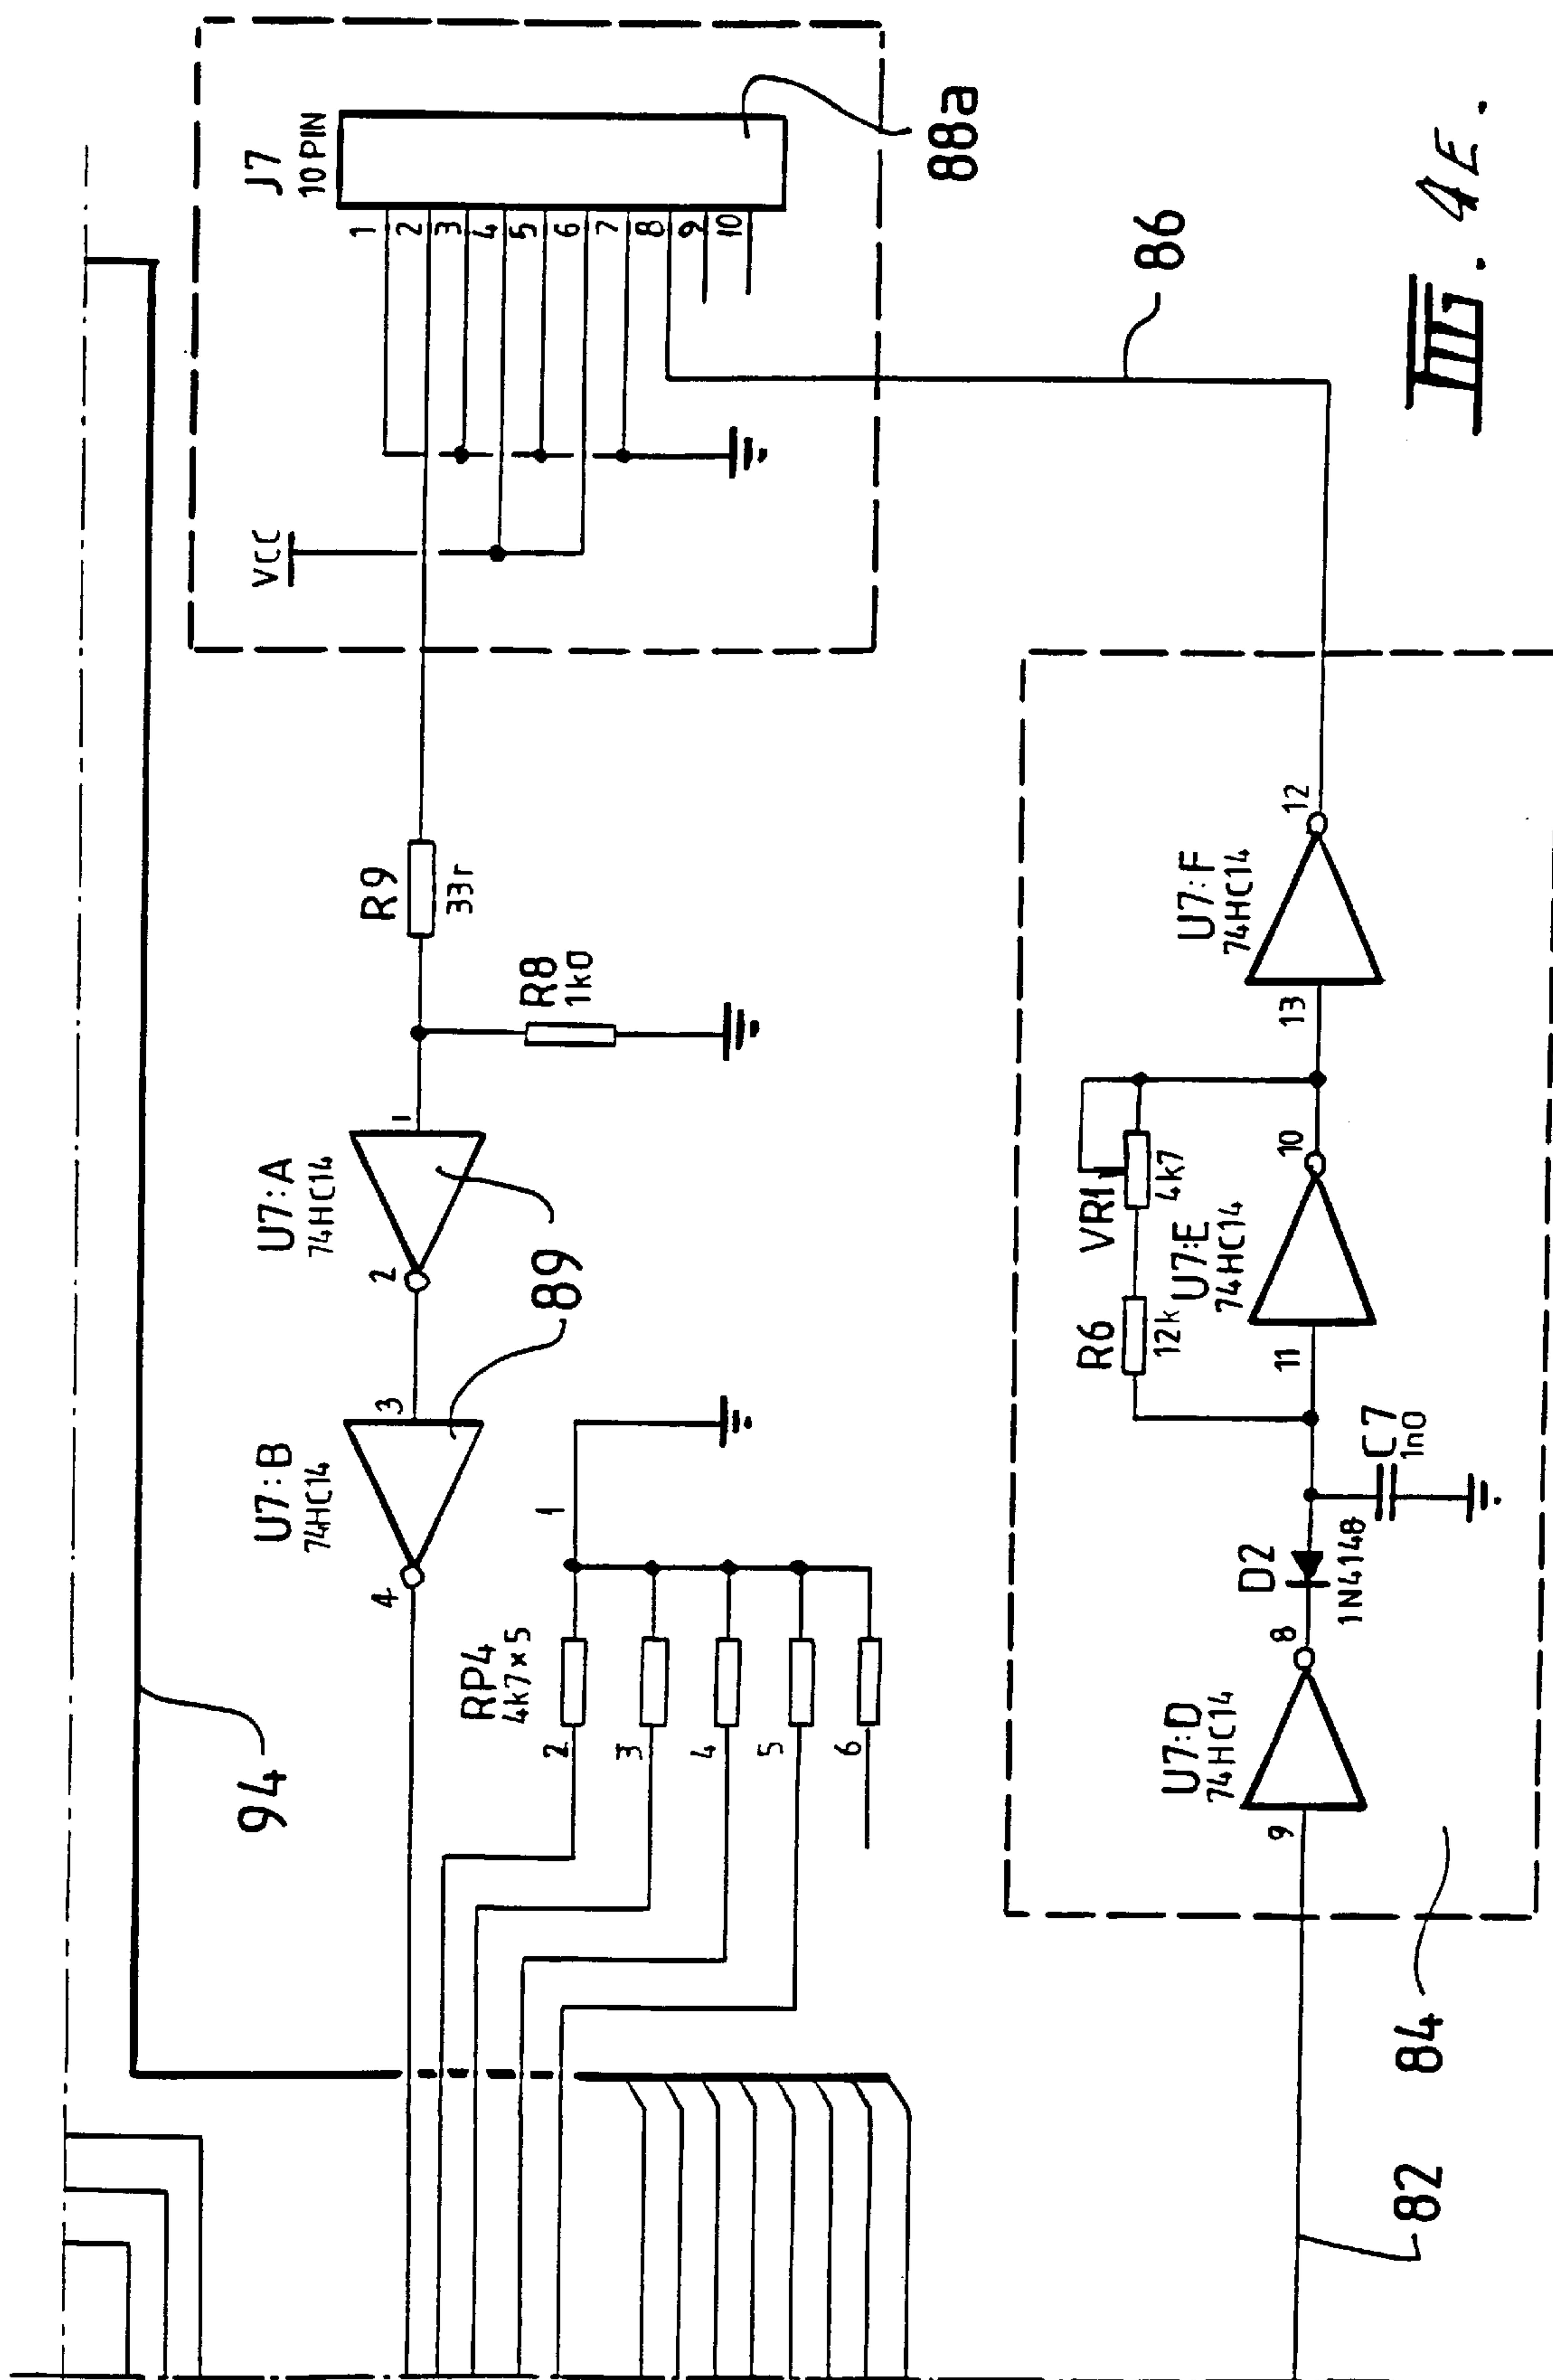 94
U7:B
74HC14
4
3
U7:A
74HC14
2
1
89
R9
33r
R8
1k0
VCC
J7
10 PIN
1
2
3
4
5
6
7
8
9
10
88a
86
RP4
4k7×5
1
2
3
4
5
6
82
84
U7:D
74HC14
9
8
D2
1N4148
C7
1n0
R6
12k
VR1
4k7
U7:E
74HC14
11
10
U7:F
74HC14
13
12
FIG. 4E.